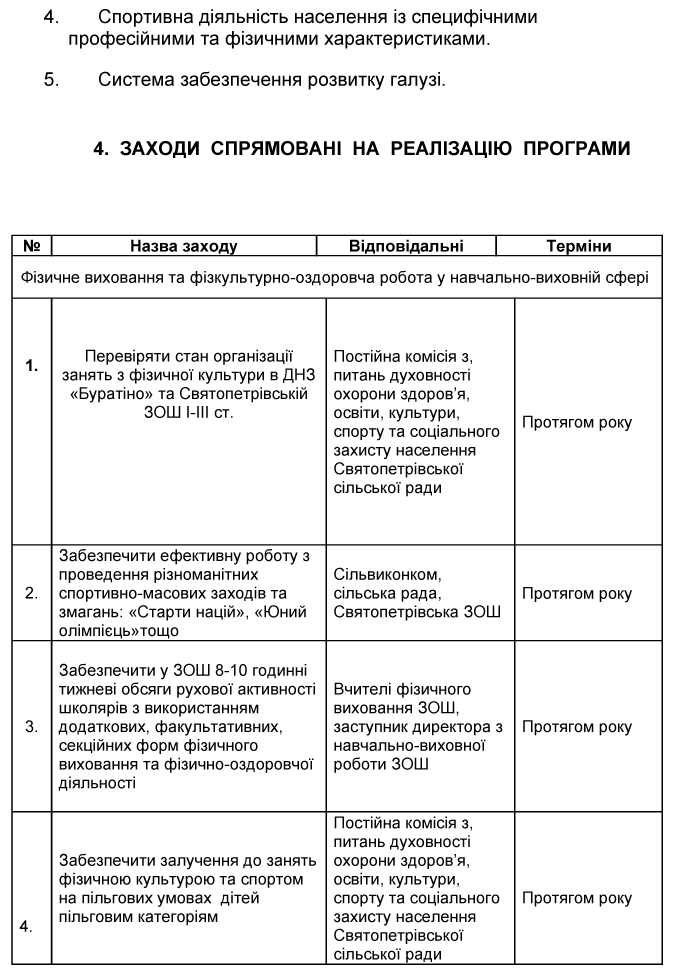 4. Спортивна діяльність населення із специфічними
професійними та фізичними характеристиками.
5. Система забезпечення розвитку галузі.
4. ЗАХОДИ СПРЯМОВАНІ НА РЕАЛІЗАЦІЮ ПРОГРАМИ
№ Назва заходу Відповідальні Терміни
Фізичне виховання та фізкультурно-оздоровча робота у навчально-виховній сфері
1.
Перевіряти стан організації
занять з фізичної культури в ДНЗ
«Буратіно» та Святопетрівській
ЗОШ І-ІІІ ст.
Постійна комісія з,
питань духовності
охорони здоров’я,
освіти, культури,
спорту та соціального
захисту населення
Святопетрівської
сільської ради
Протягом року
2.
Забезпечити ефективну роботу з
проведення різноманітних
спортивно-масових заходів та
змагань: «Старти націй», «Юний
олімпієць»тощо
Сільвиконком,
сільська рада,
Святопетрівська ЗОШ
Протягом року
3.
Забезпечити у ЗОШ 8-10 годинні
тижневі обсяги рухової активності
школярів з використанням
додаткових, факультативних,
секційних форм фізичного
виховання та фізично-оздоровчої
діяльності
Вчителі фізичного
виховання ЗОШ,
заступник директора з
навчально-виховної
роботи ЗОШ
Протягом року
4.
Забезпечити залучення до занять
фізичною культурою та спортом
на пільгових умовах дітей
пільгових категоріям
Постійна комісія з,
питань духовності
охорони здоров’я,
освіти, культури,
спорту та соціального
захисту населення
Святопетрівської
сільської ради
Протягом року